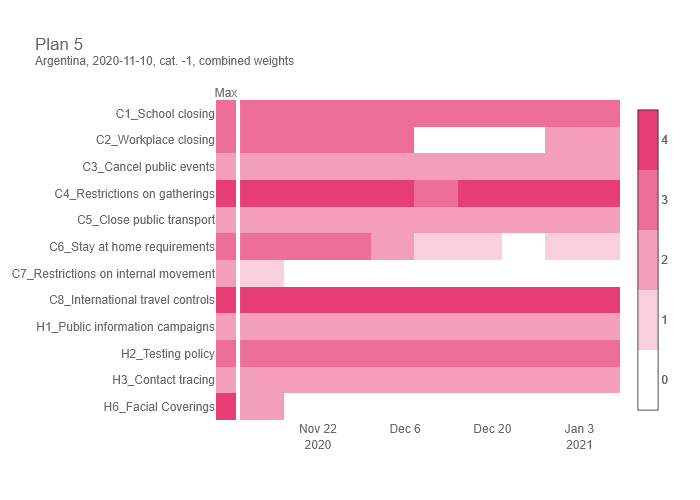 Plan 5
Argentina, 2020-11-10, cat. -1, combined weights
Max
C1_School closing
C2_Workplace closing
C3_Cancel public events
C4_Restrictions on gatherings
C5_Close public transport
C6_Stay at home requirements
C7_Restrictions on internal movement
C8_International travel controls
H1_Public information campaigns
H2_Testing policy
H3_Contact tracing
H6_Facial Coverings
Nov 22
2020
Dec 6
Dec 20
Jan 3
2021
4
3
2
1
0